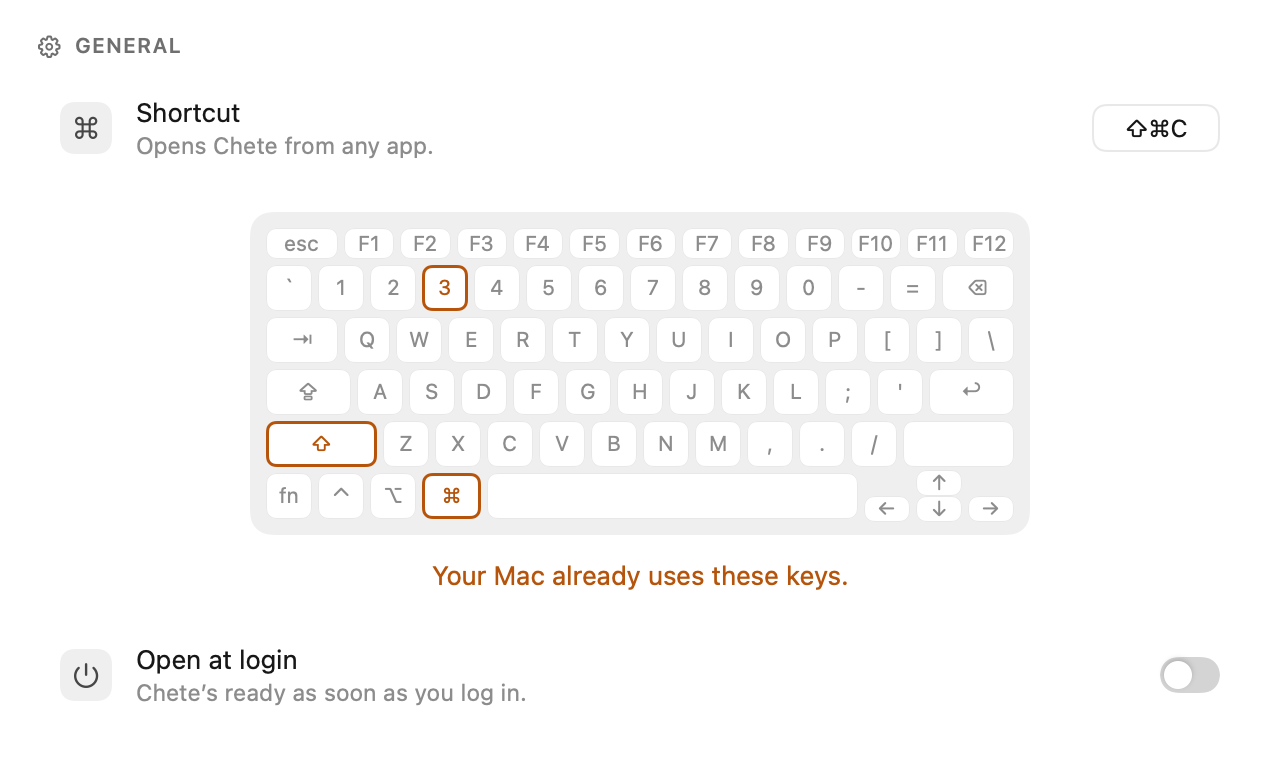 GENERAL
⌘ Shortcut
Opens Chete from any app.
⇧⌘C
esc F1 F2 F3 F4 F5 F6 F7 F8 F9 F10 F11 F12
` 1 2 3 4 5 6 7 8 9 0 - = ⌫
⇥ Q W E R T Y U I O P [ ] \
⇪ A S D F G H J K L ; ' ↩
⇧ Z X C V B N M , . /
fn ^ ⌥ ⌘ ← ↑ ↓ →
Your Mac already uses these keys.
Open at login
Chete’s ready as soon as you log in.